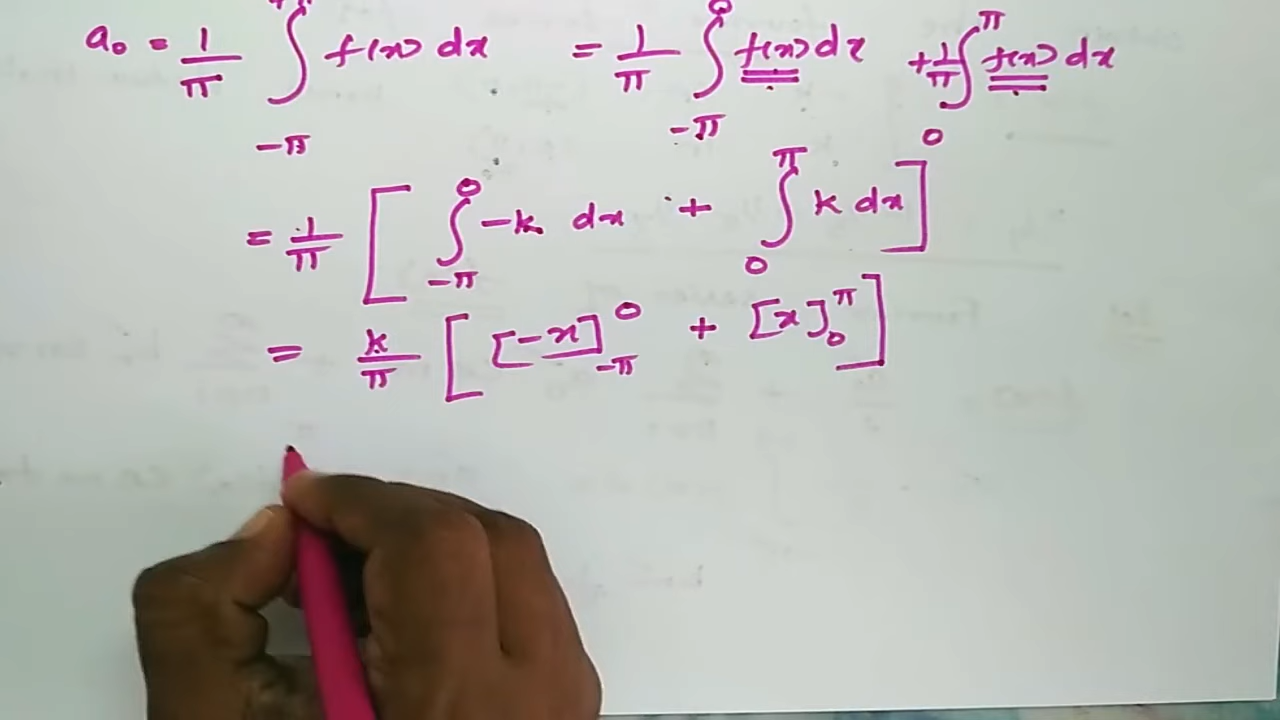 a₀ = 1/π ∫_{-π}^{π} f(x) dx = 1/π ∫_{-π}^{0} f(x) dx + 1/π ∫_{0}^{π} f(x) dx
= 1/π [ ∫_{-π}^{0} -k dx + ∫_{0}^{π} k dx ]
= k/π [ [-x]_{-π}^{0} + [x]_{0}^{π} ]